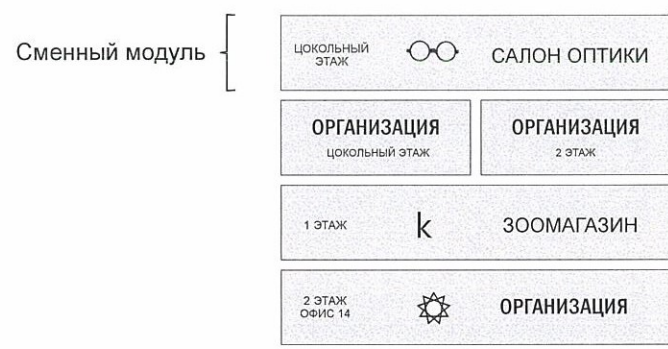 Сменный модуль
ЦОКОЛЬНЫЙ
ЭТАЖ
САЛОН ОПТИКИ
ОРГАНИЗАЦИЯ
ЦОКОЛЬНЫЙ ЭТАЖ
ОРГАНИЗАЦИЯ
2 ЭТАЖ
1 ЭТАЖ
k
ЗООМАГАЗИН
2 ЭТАЖ
ОФИС 14
ОРГАНИЗАЦИЯ